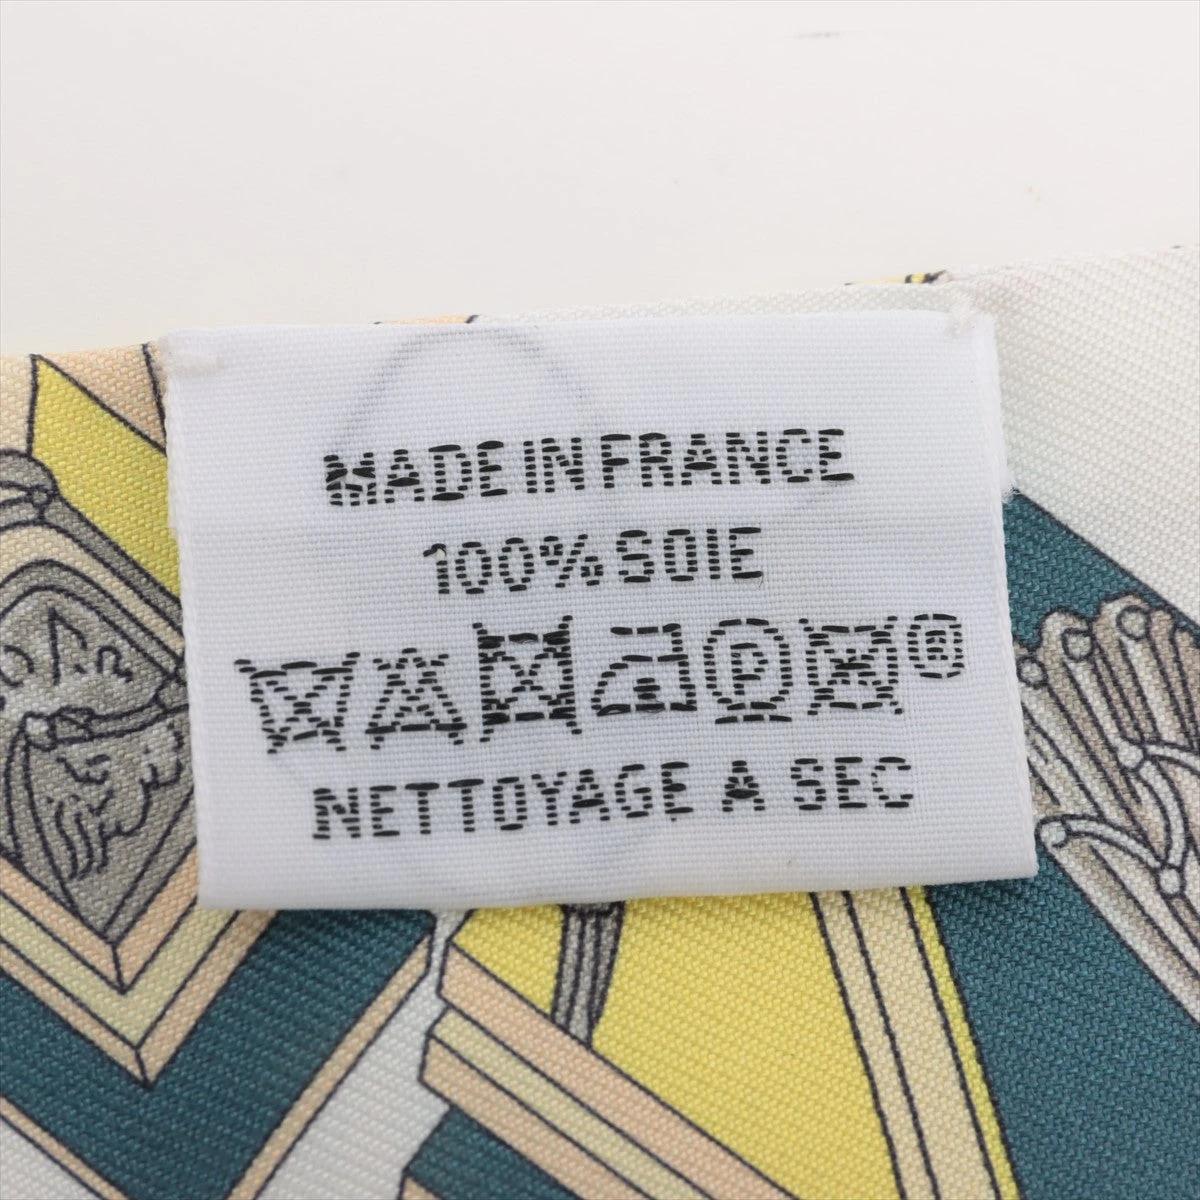 MADE IN FRANCE
100% SOIE
P ®
NETTOYAGE A SEC